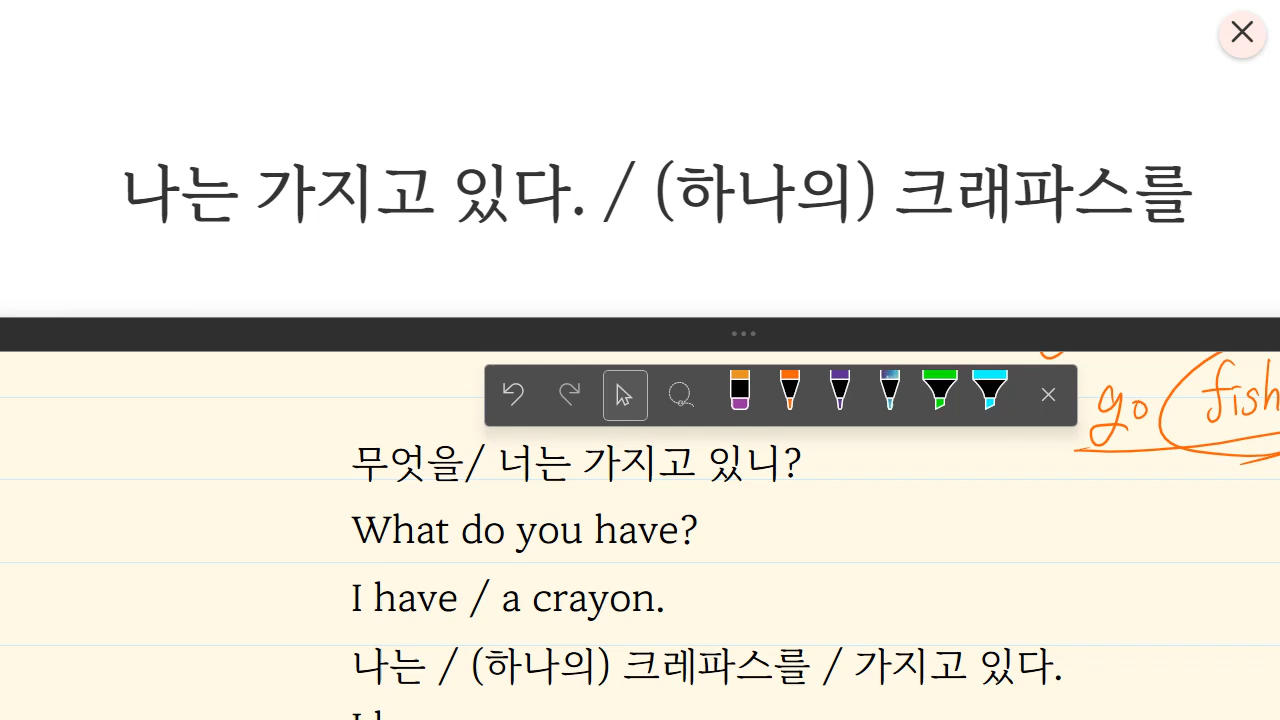 나는 가지고 있다. / (하나의) 크래파스를
go fish
무엇을/ 너는 가지고 있니?
What do you have?
I have / a crayon.
나는 / (하나의) 크레파스를 / 가지고 있다.